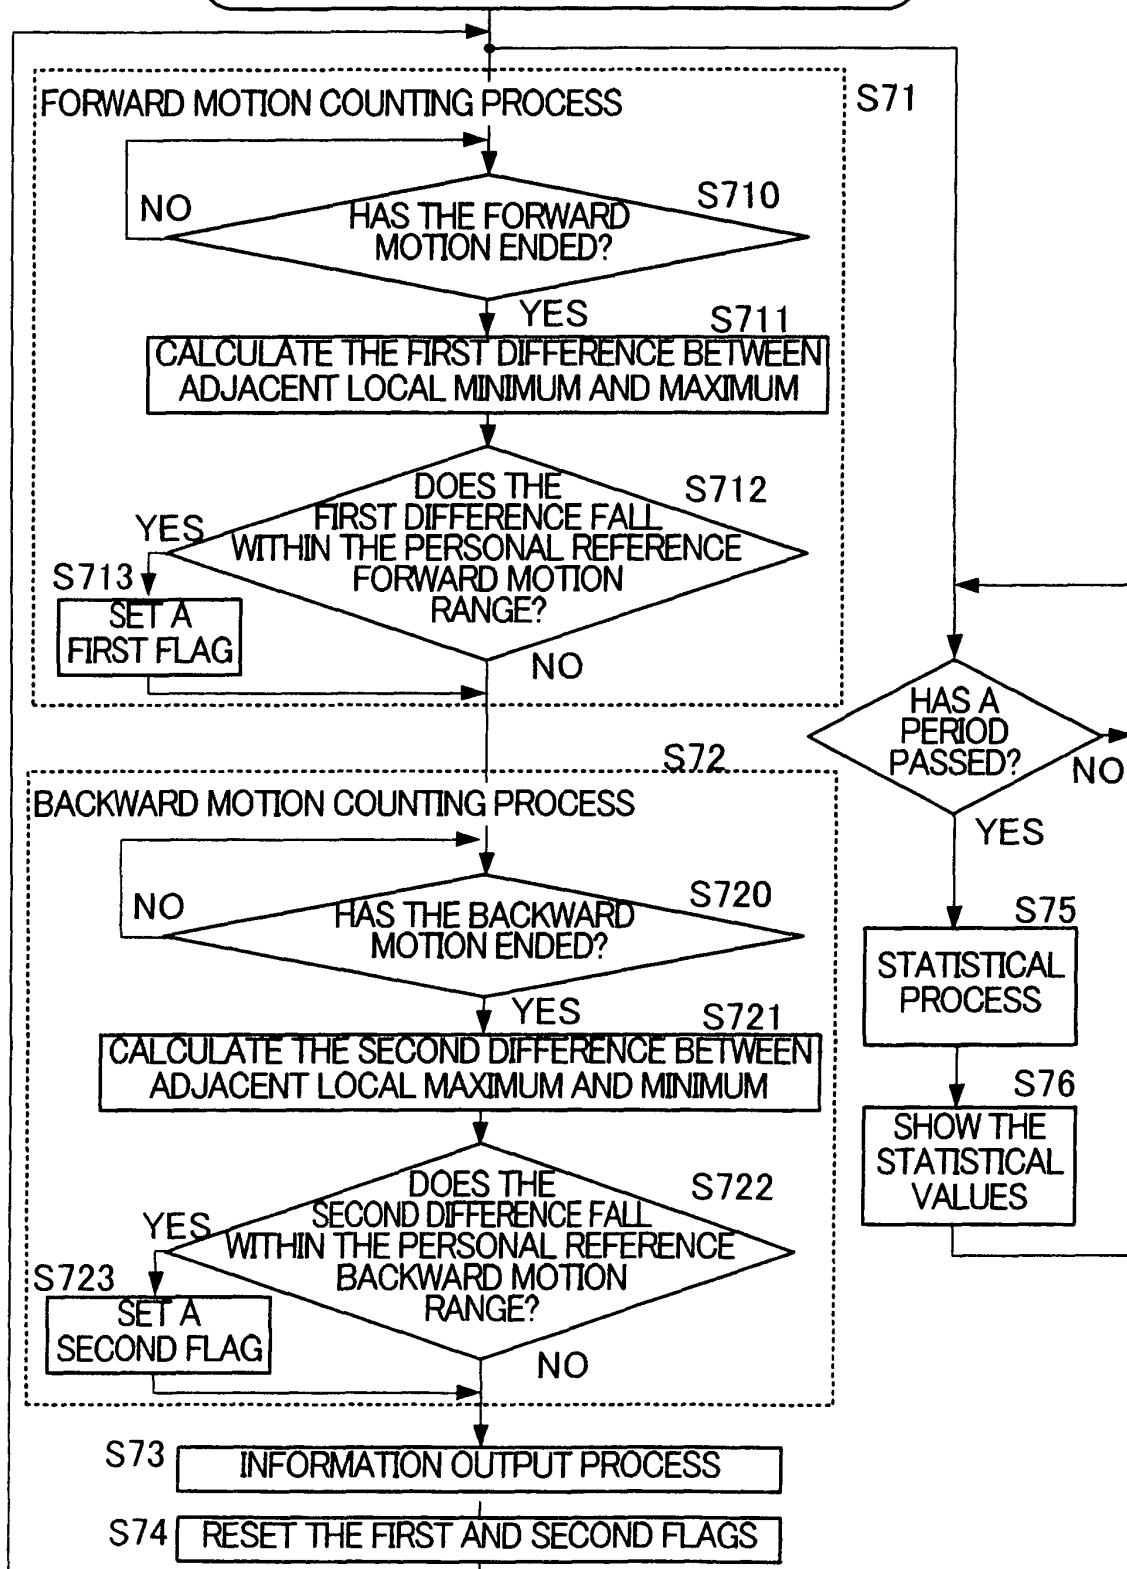 FORWARD MOTION COUNTING PROCESS
S71
S710
NO
HAS THE FORWARD
MOTION ENDED?
YES
S711
CALCULATE THE FIRST DIFFERENCE BETWEEN
ADJACENT LOCAL MINIMUM AND MAXIMUM
S712
DOES THE
FIRST DIFFERENCE FALL
WITHIN THE PERSONAL REFERENCE
FORWARD MOTION
RANGE?
YES
S713
SET A
FIRST FLAG
NO
S72
BACKWARD MOTION COUNTING PROCESS
S720
NO
HAS THE BACKWARD
MOTION ENDED?
YES
S721
CALCULATE THE SECOND DIFFERENCE BETWEEN
ADJACENT LOCAL MAXIMUM AND MINIMUM
S722
DOES THE
SECOND DIFFERENCE FALL
WITHIN THE PERSONAL REFERENCE
BACKWARD MOTION
RANGE?
YES
S723
SET A
SECOND FLAG
NO
S73
INFORMATION OUTPUT PROCESS
S74
RESET THE FIRST AND SECOND FLAGS
HAS A
PERIOD
PASSED?
NO
YES
S75
STATISTICAL
PROCESS
S76
SHOW THE
STATISTICAL
VALUES